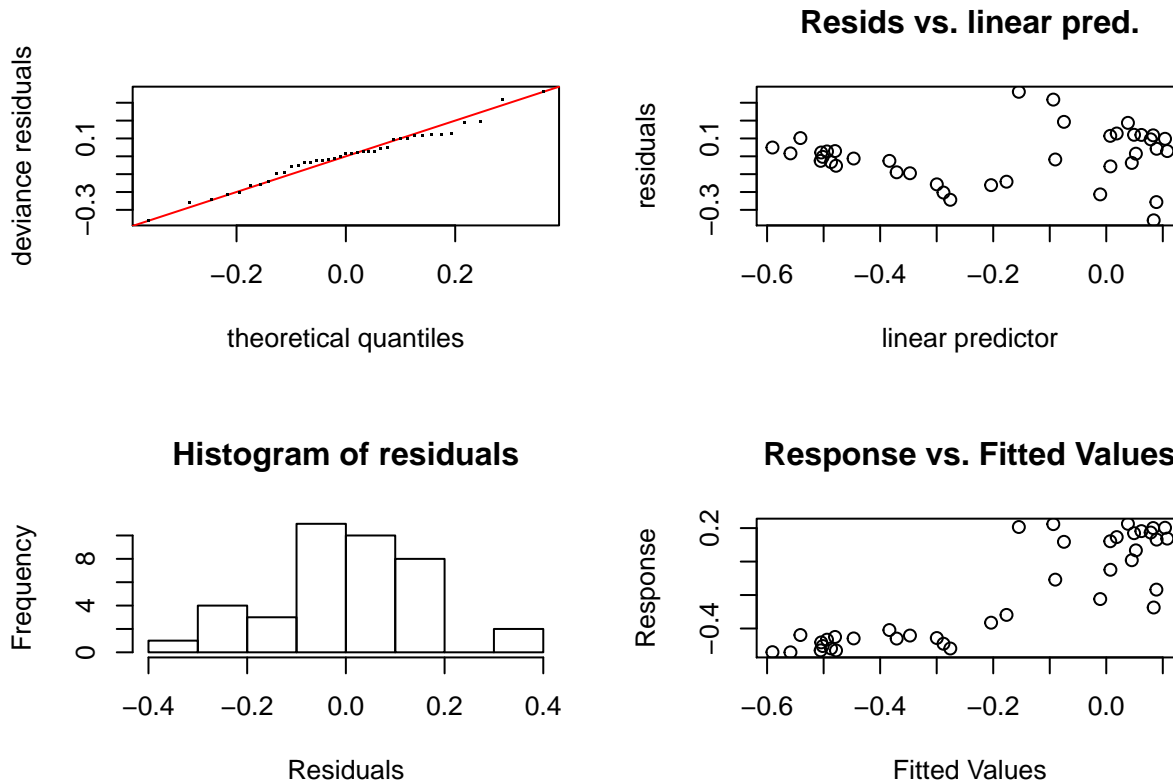 deviance residuals
−0.3 0.1
−0.2 0.0 0.2
theoretical quantiles
Resids vs. linear pred.
residuals
−0.3 0.1
−0.6 −0.4 −0.2 0.0
linear predictor
Histogram of residuals
Frequency
0 4 8
−0.4 −0.2 0.0 0.2 0.4
Residuals
Response vs. Fitted Values
Response
−0.4 0.2
−0.6 −0.4 −0.2 0.0
Fitted Values